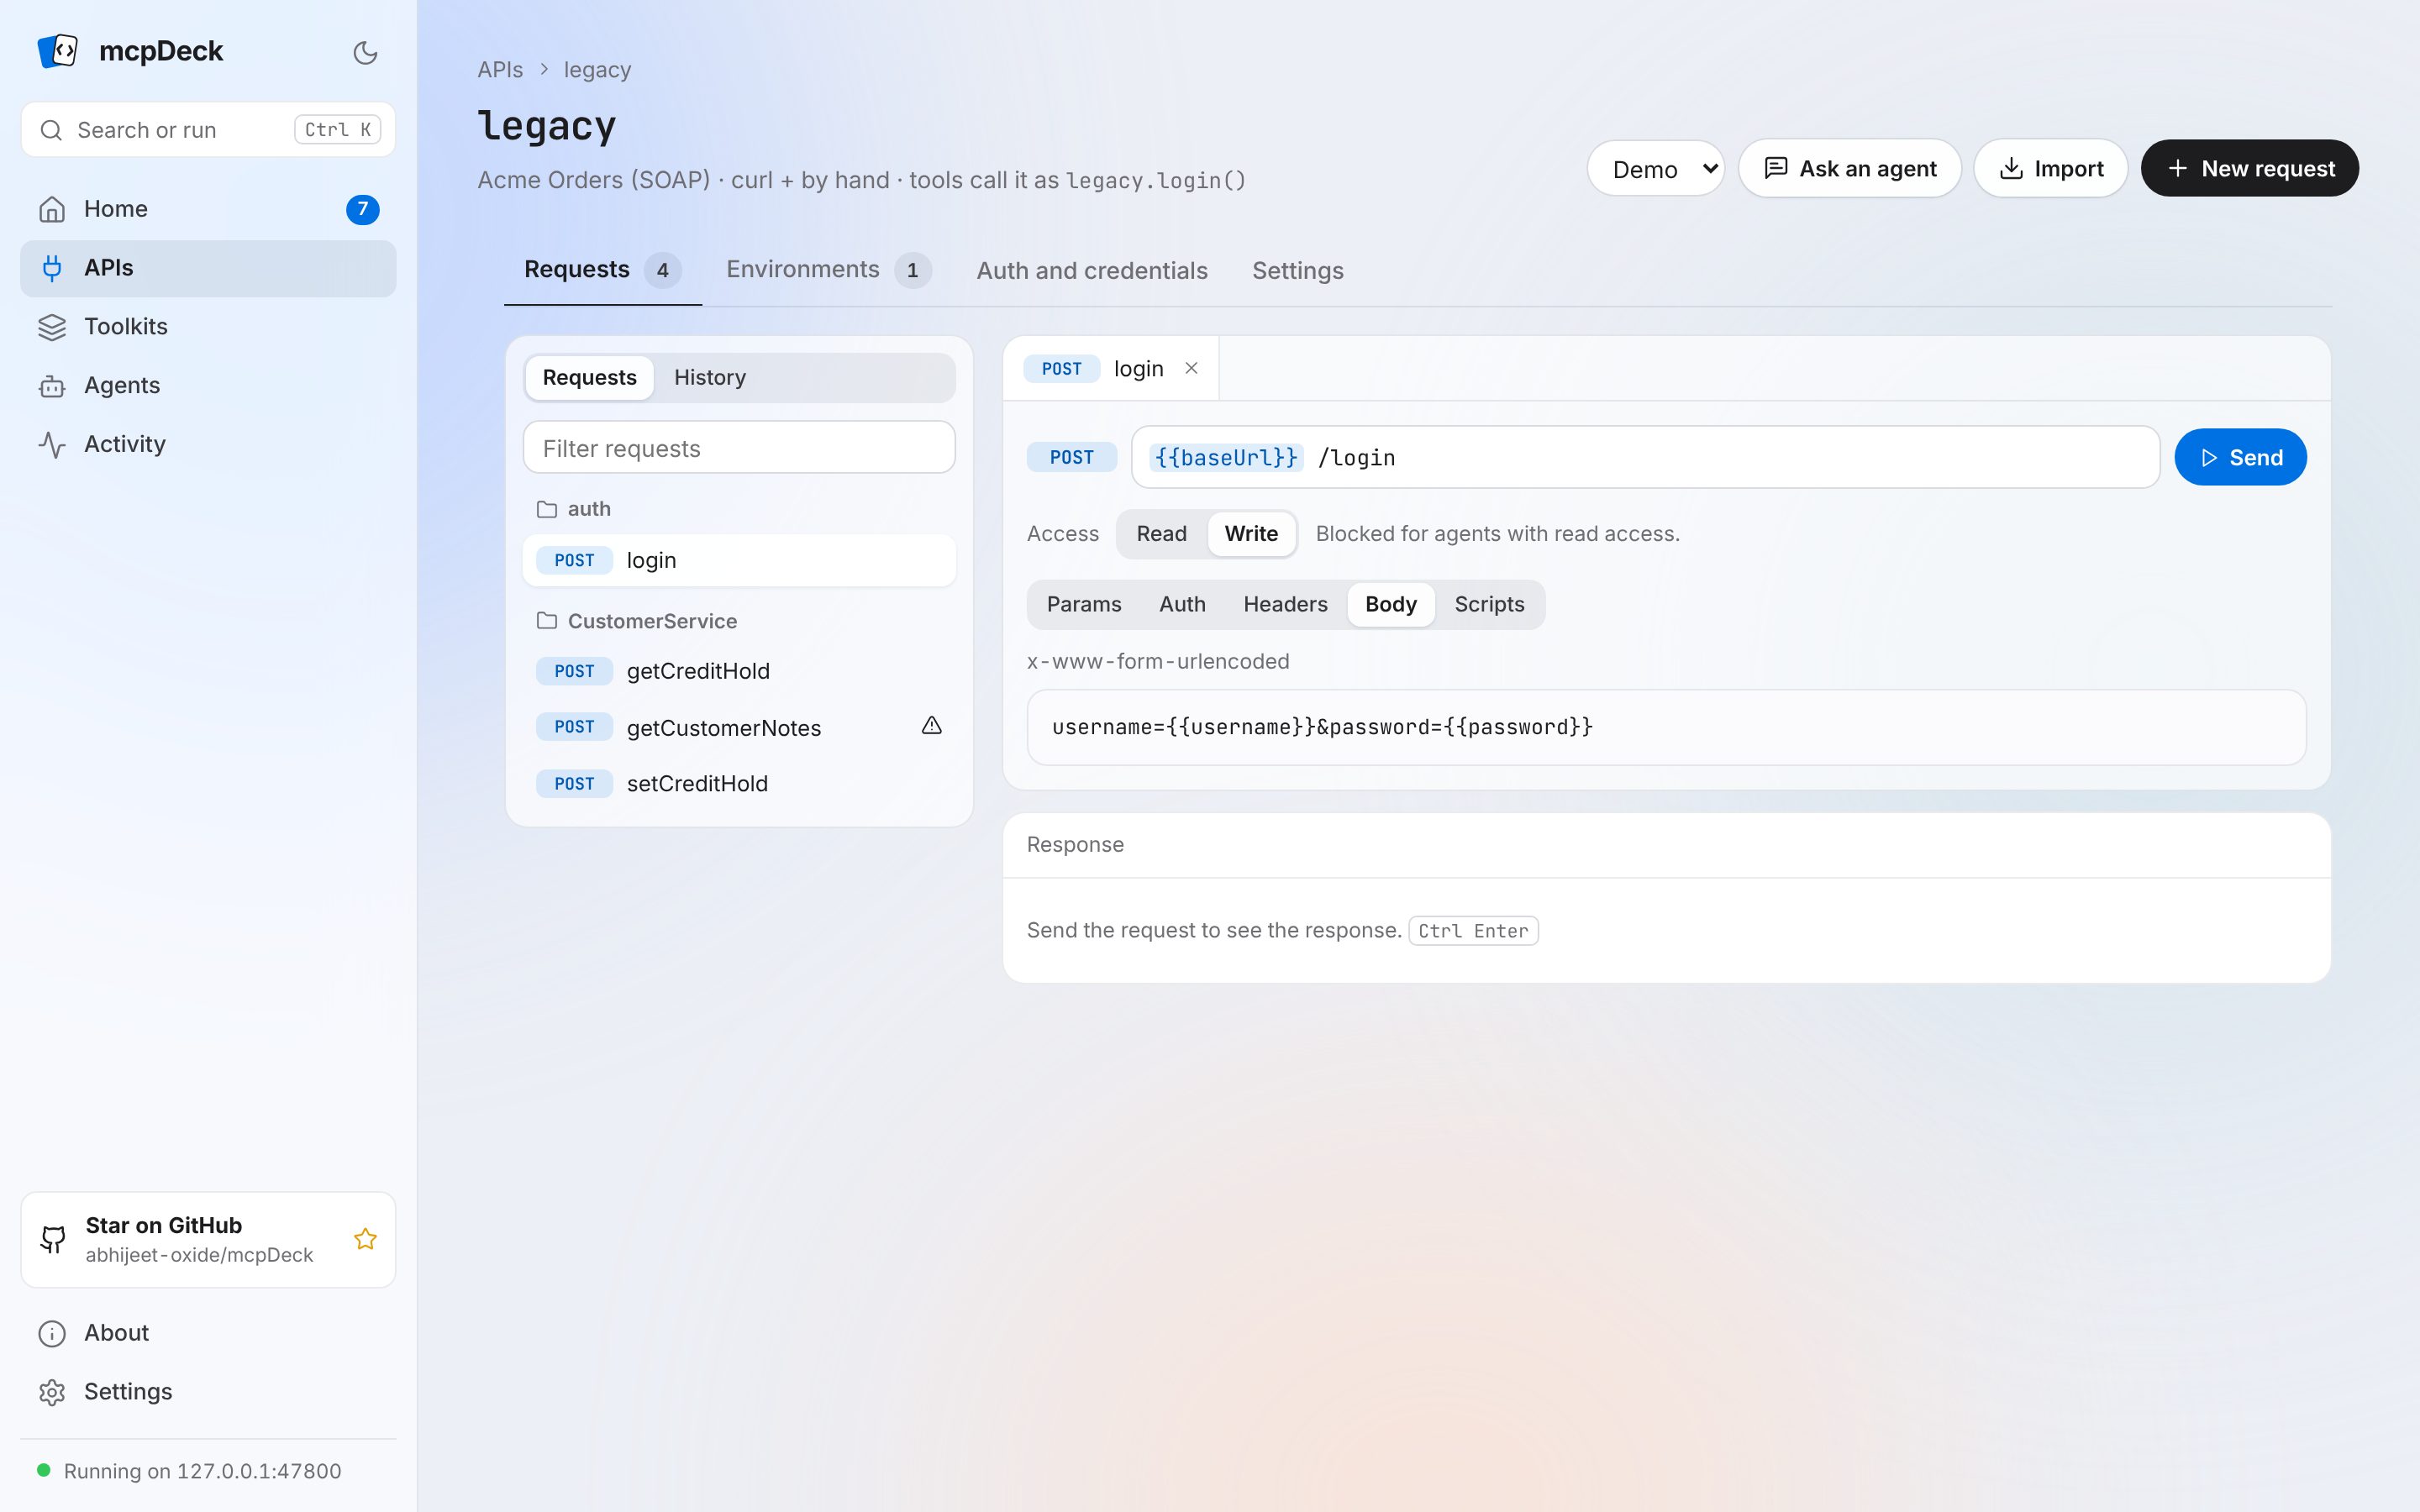 mcpDeck
Search or run Ctrl K
Home 7
APIs
Toolkits
Agents
Activity
Star on GitHub
abhijeet-oxide/mcpDeck
About
Settings
Running on 127.0.0.1:47800
APIs > legacy
legacy
Acme Orders (SOAP) · curl + by hand · tools call it as legacy.login()
Demo Ask an agent Import + New request
Requests 4 Environments 1 Auth and credentials Settings
Requests History
Filter requests
auth
POST login
CustomerService
POST getCreditHold
POST getCustomerNotes
POST setCreditHold
POST login ×
POST {{baseUrl}} /login Send
Access Read Write Blocked for agents with read access.
Params Auth Headers Body Scripts
x-www-form-urlencoded
username={{username}}&password={{password}}
Response
Send the request to see the response. Ctrl Enter